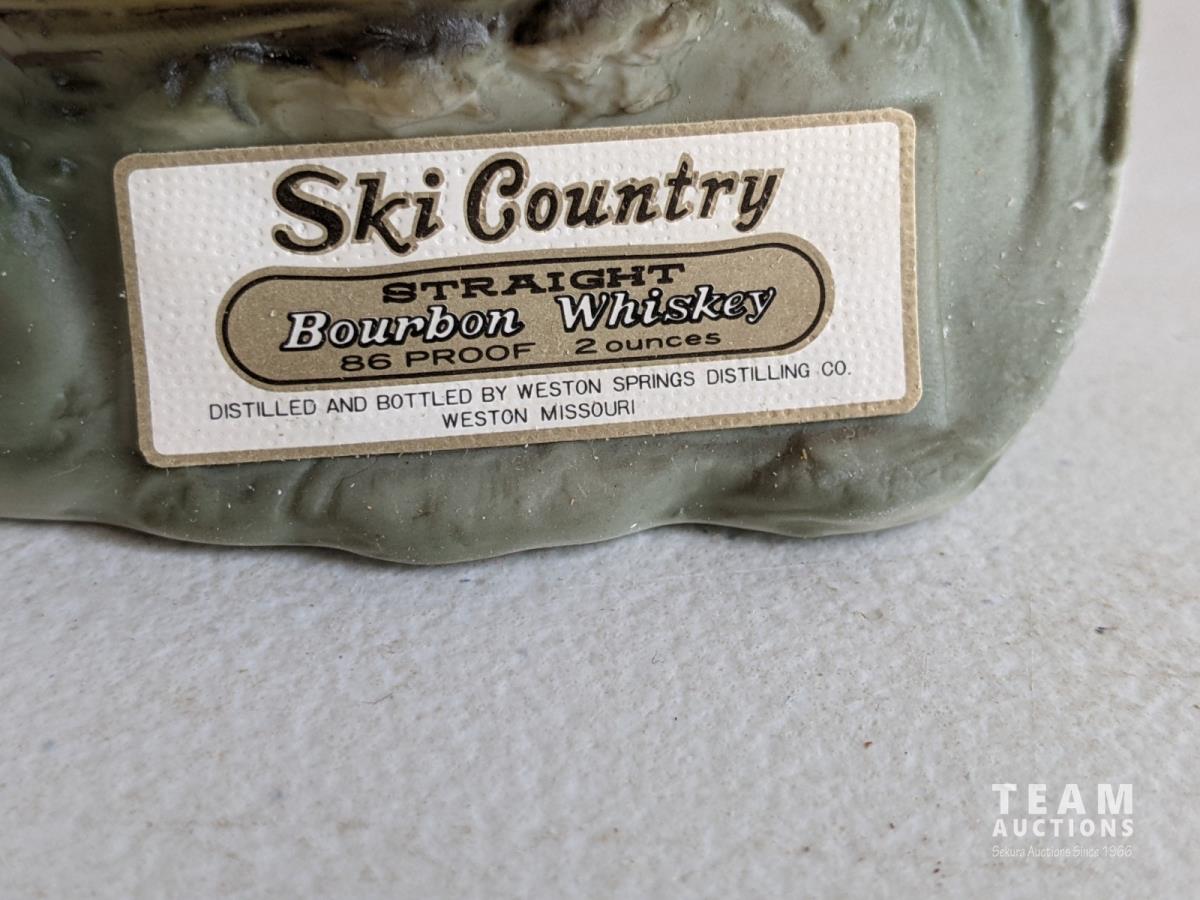 Ski Country
STRAIGHT
Bourbon Whiskey
86 PROOF 2 ounces
DISTILLED AND BOTTLED BY WESTON SPRINGS DISTILLING CO.
WESTON MISSOURI
TEAM
AUCTIONS
Sekura Auctions Since 1966